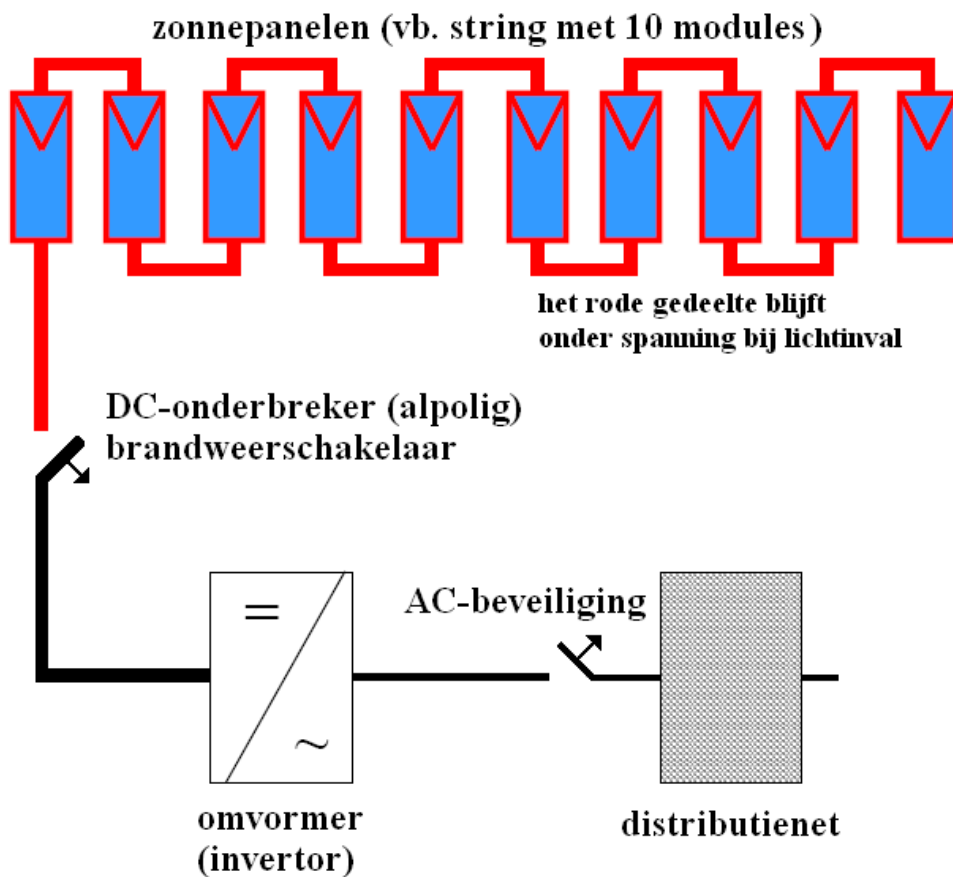 zonnepanelen (vb. string met 10 modules)
het rode gedeelte blijft
onder spanning bij lichtinval
DC-onderbreker (alpolig)
brandweerschakelaar
AC-beveiliging
=
~
omvormer
(invertor)
distributienet